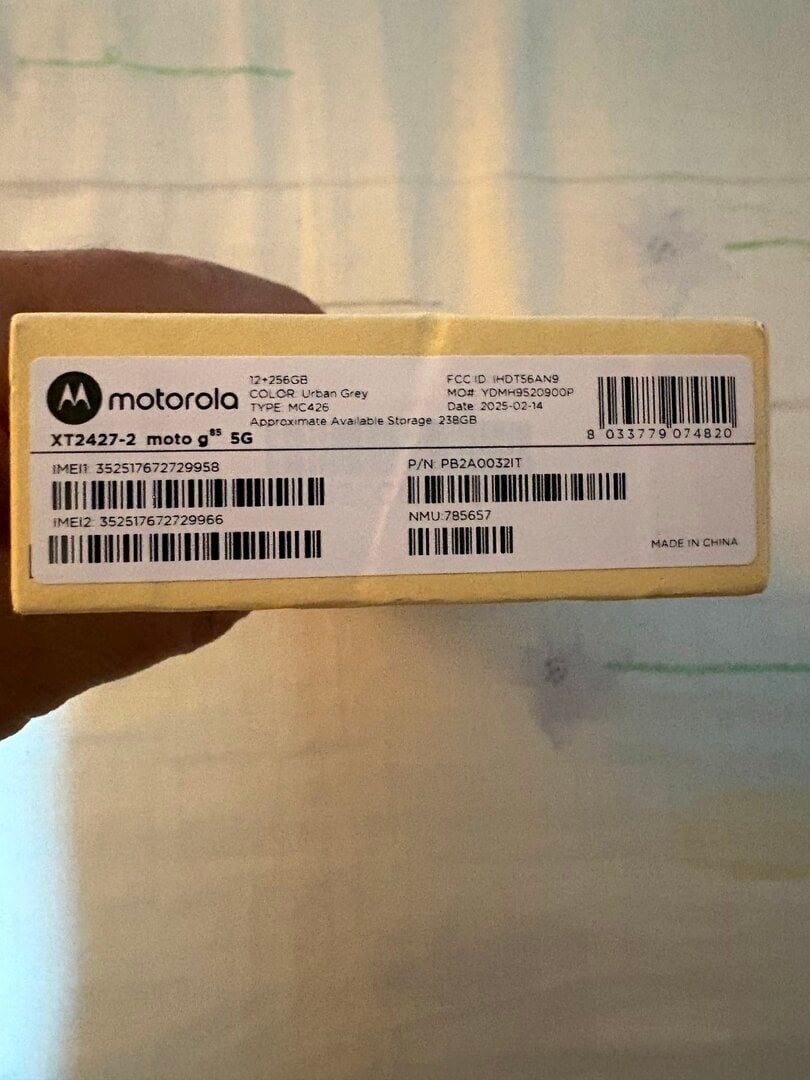 motorola
12+256GB
COLOR: Urban Grey
TYPE: MC426
Approximate Available Storage: 238GB
FCC ID: IHDT56AN9
MO#: YDMH9520900P
Date: 2025-02-14
8 033779 074820
XT2427-2 moto g85 5G
IMEI1: 352517672729958
IMEI2: 352517672729966
P/N: PB2A0032IT
NMU:785657
MADE IN CHINA